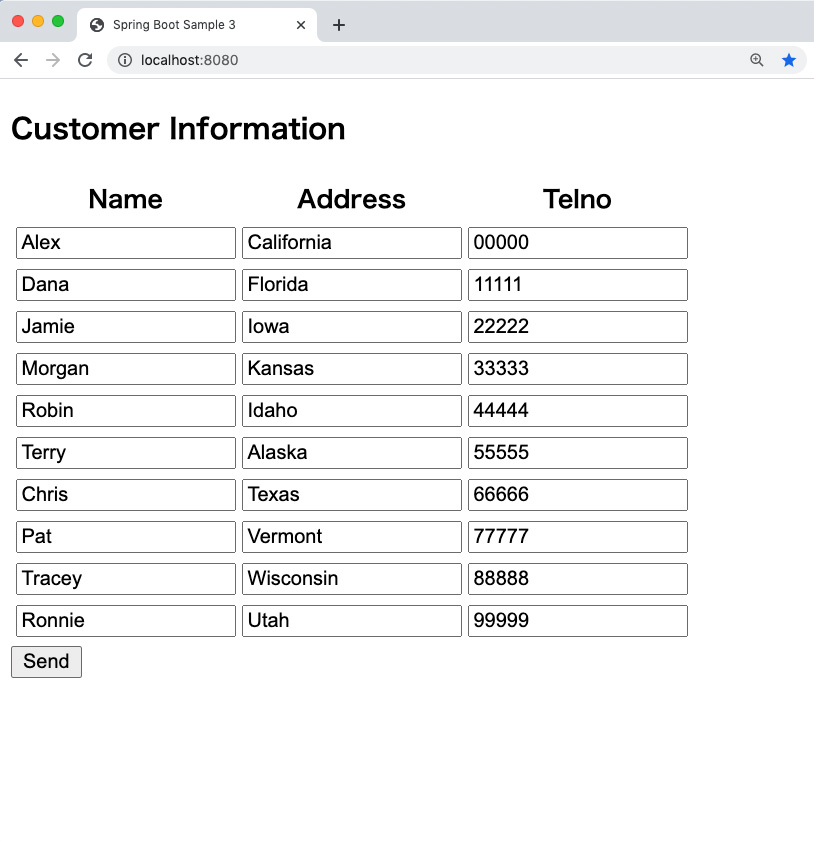 Spring Boot Sample 3
localhost:8080
Customer Information
Name Address Telno
Alex California 00000
Dana Florida 11111
Jamie Iowa 22222
Morgan Kansas 33333
Robin Idaho 44444
Terry Alaska 55555
Chris Texas 66666
Pat Vermont 77777
Tracey Wisconsin 88888
Ronnie Utah 99999
Send